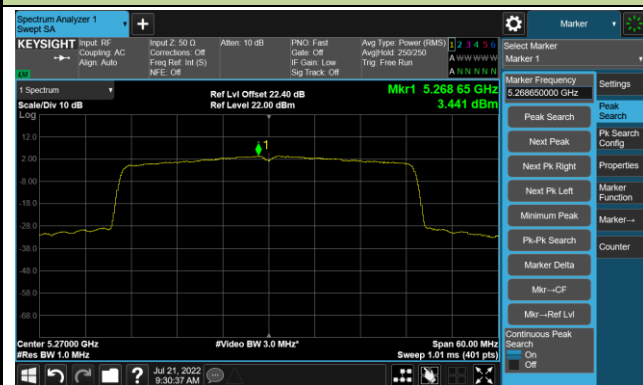 Spectrum Analyzer 1
Swept SA
+
Marker
KEYSIGHT
Input: RF
Coupling: AC
Align: Auto
Input Z: 50 Ω
Corrections: Off
Freq Ref: Int (S)
NFE: Off
Atten: 10 dB
PNO: Fast
Gate: Off
IF Gain: Low
Sig Track: Off
Avg Type: Power (RMS)
Avg|Hold: 250/250
Trig: Free Run
1 2 3 4 5 6
A W W W W W
A N N N N N
Select Marker
Marker 1
1 Spectrum
Scale/Div 10 dB
Log
Ref Lvl Offset 22.40 dB
Ref Level 22.00 dBm
Mkr1 5.268 65 GHz
3.441 dBm
1
12.0
2.00
-8.00
-18.0
-28.0
-38.0
-48.0
-58.0
-68.0
Center 5.27000 GHz
#Res BW 1.0 MHz
#Video BW 3.0 MHz*
Span 60.00 MHz
Sweep 1.01 ms (401 pts)
Marker Frequency
5.268650000 GHz
Peak Search
Next Peak
Next Pk Right
Next Pk Left
Minimum Peak
Pk-Pk Search
Marker Delta
Mkr→CF
Mkr→Ref Lvl
Continuous Peak
Search
On
Off
Settings
Peak
Search
Pk Search
Config
Properties
Marker
Function
Marker→
Counter
?
Jul 21, 2022
9:30:37 AM